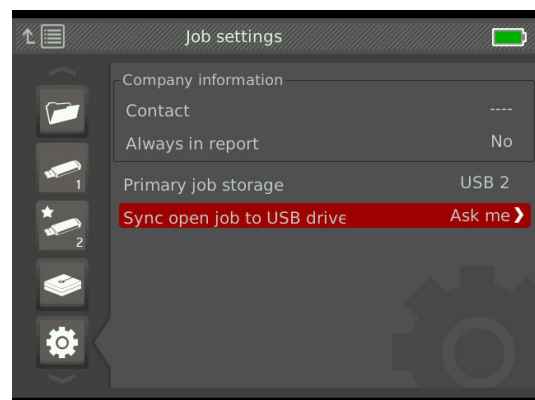 Job settings
Company information
Contact ----
Always in report No
1
Primary job storage USB 2
Sync open job to USB drive Ask me
2